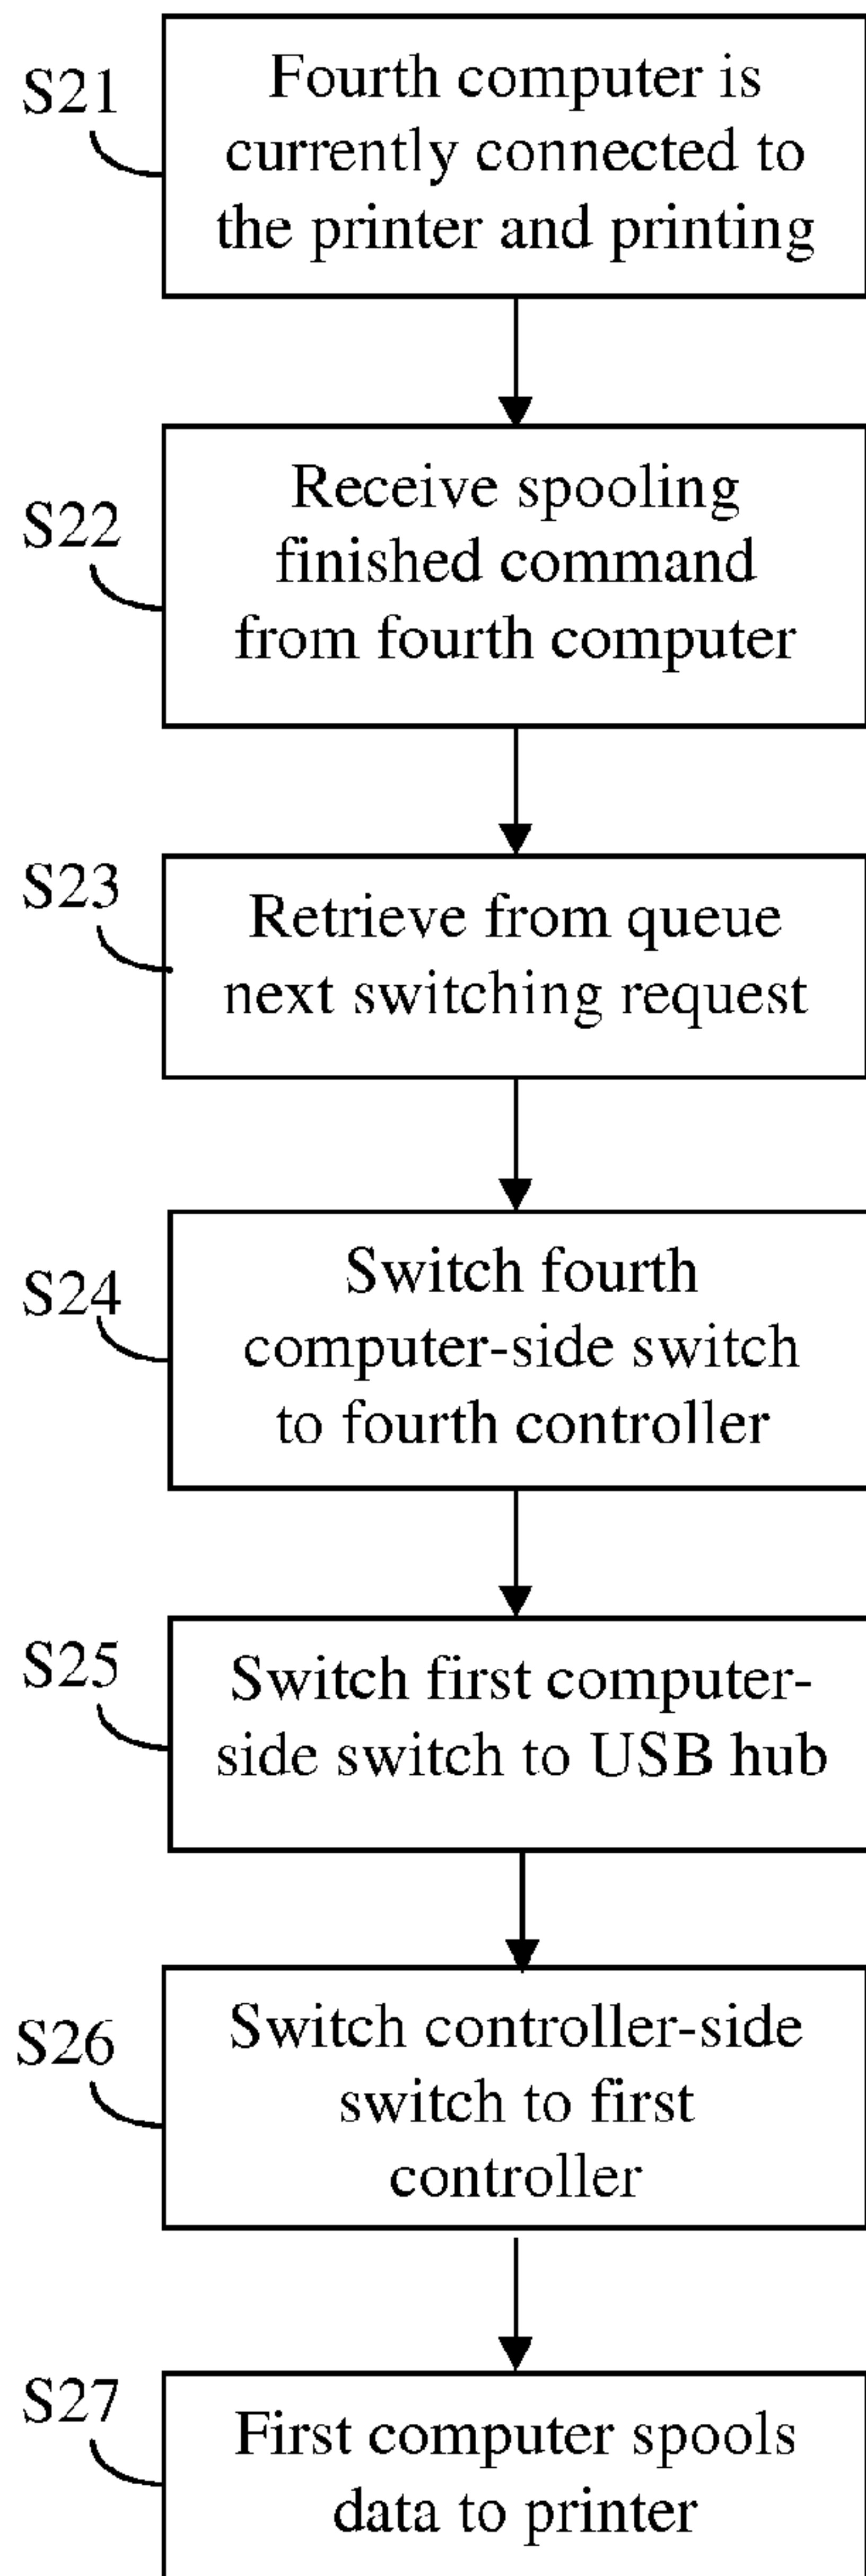 S21
Fourth computer is
currently connected to
the printer and printing
S22
Receive spooling
finished command
from fourth computer
S23
Retrieve from queue
next switching request
S24
Switch fourth
computer-side switch
to fourth controller
S25
Switch first computer-
side switch to USB hub
S26
Switch controller-side
switch to first
controller
S27
First computer spools
data to printer